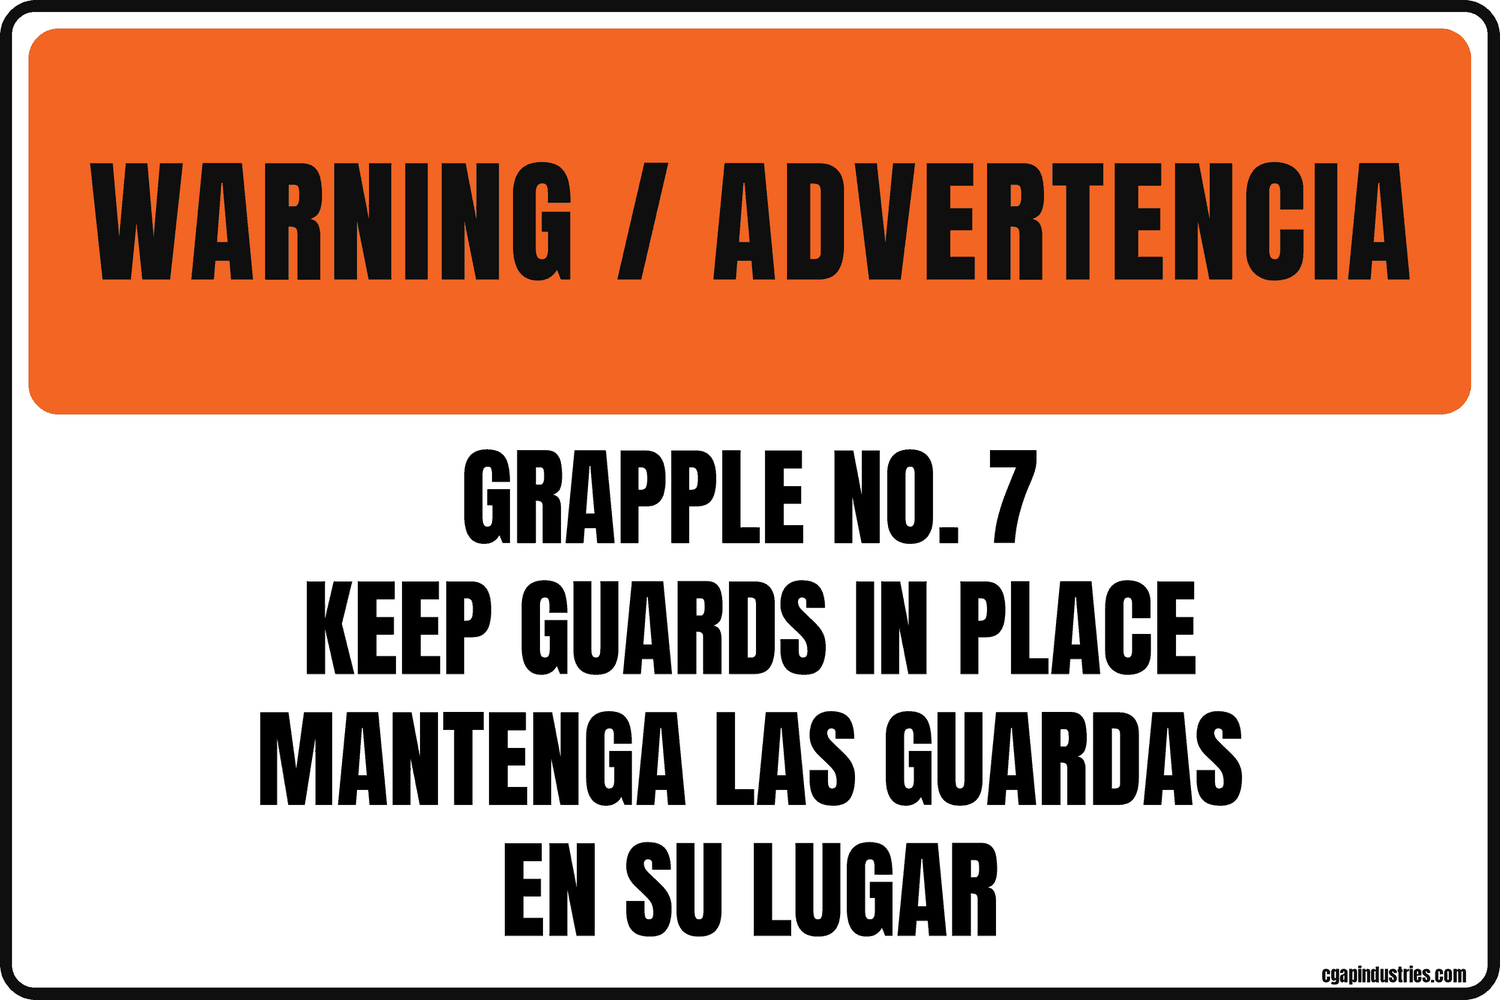 WARNING / ADVERTENCIA
GRAPPLE NO. 7
KEEP GUARDS IN PLACE
MANTENGA LAS GUARDAS
EN SU LUGAR
cgapindustries.com